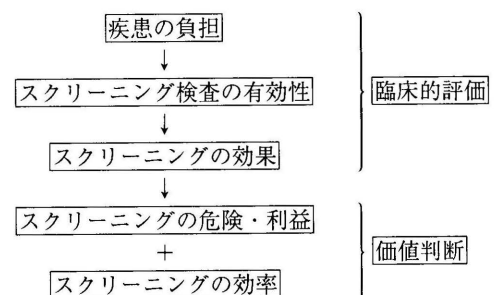 疾患の負担
↓
スクリーニング検査の有効性
臨床的評価
↓
スクリーニングの効果
↓
スクリーニングの危険・利益
+
価値判断
スクリーニングの効率